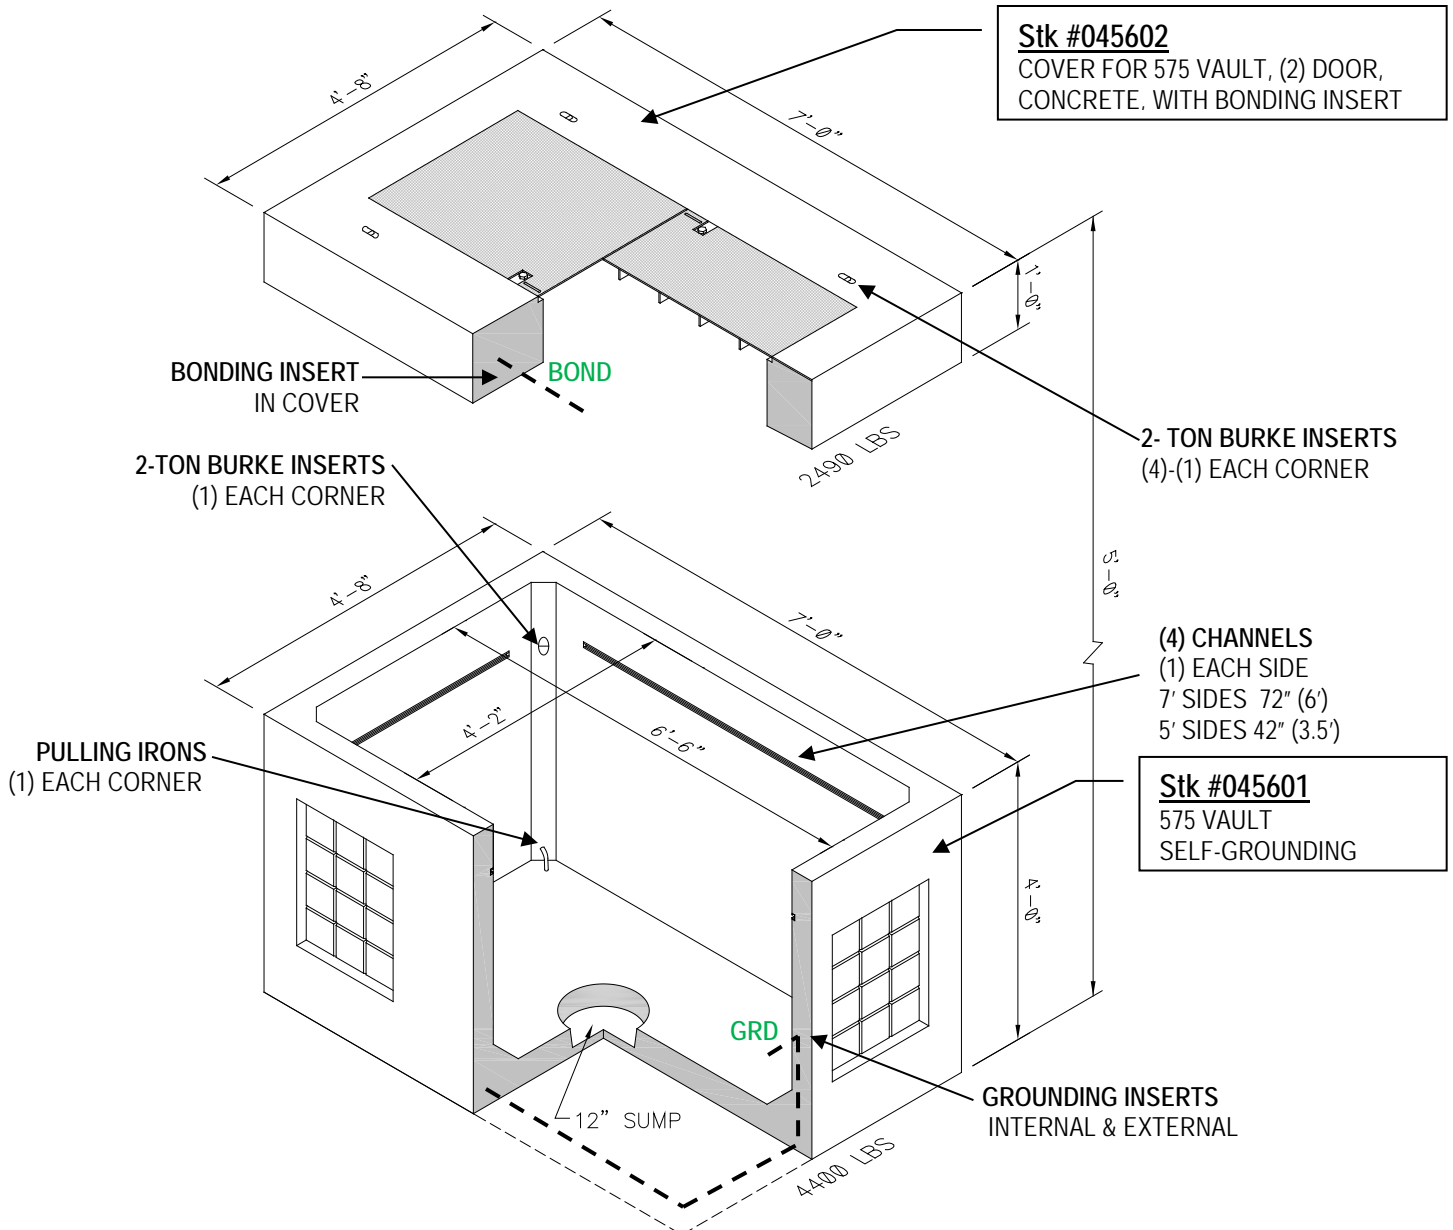 Stk #045602
COVER FOR 575 VAULT, (2) DOOR,
CONCRETE, WITH BONDING INSERT
4'-8"
7'-0"
1'-0"
BONDING INSERT
IN COVER
BOND
2490 LBS
2- TON BURKE INSERTS
(4)-(1) EACH CORNER
2-TON BURKE INSERTS
(1) EACH CORNER
5'-0"
4'-8"
7'-0"
(4) CHANNELS
(1) EACH SIDE
7' SIDES 72" (6')
5' SIDES 42" (3.5')
4'-2"
6'-6"
PULLING IRONS
(1) EACH CORNER
Stk #045601
575 VAULT
SELF-GROUNDING
4'-0"
GRD
GROUNDING INSERTS
INTERNAL & EXTERNAL
12" SUMP
4400 LBS